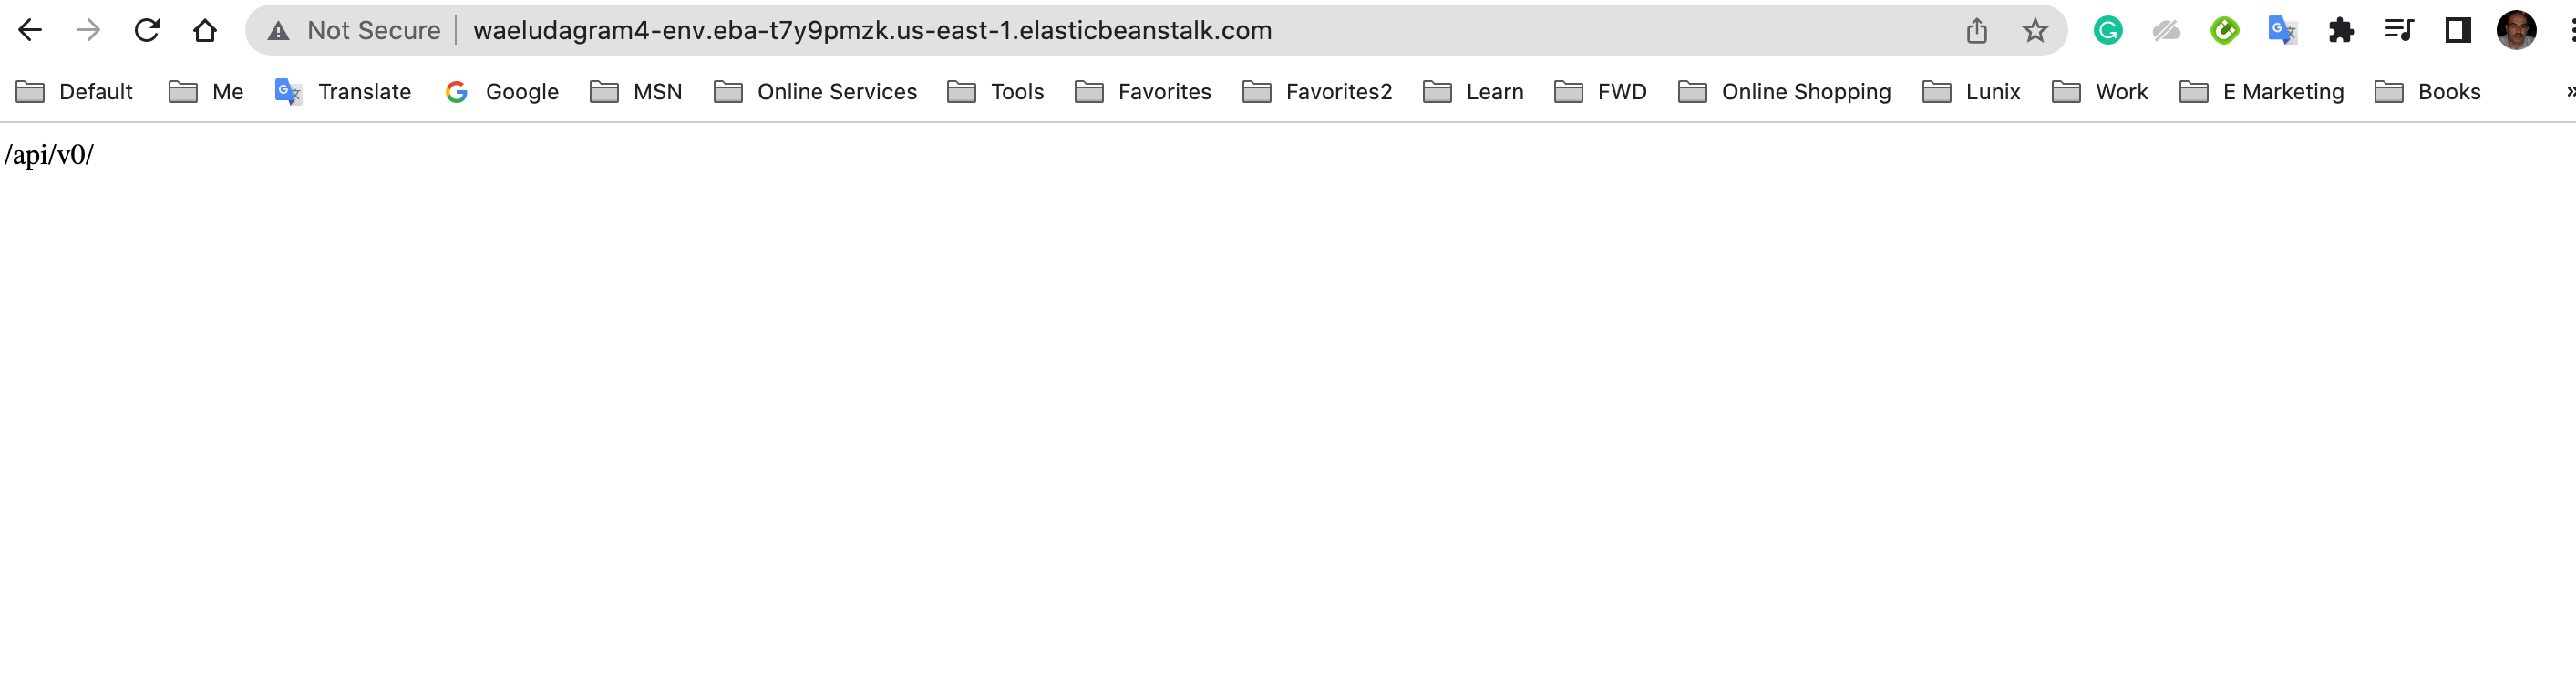 Not Secure waeludagram4-env.eba-t7y9pmzk.us-east-1.elasticbeanstalk.com
Default Me Translate Google MSN Online Services Tools Favorites Favorites2 Learn FWD Online Shopping Lunix Work E Marketing Books »
/api/v0/